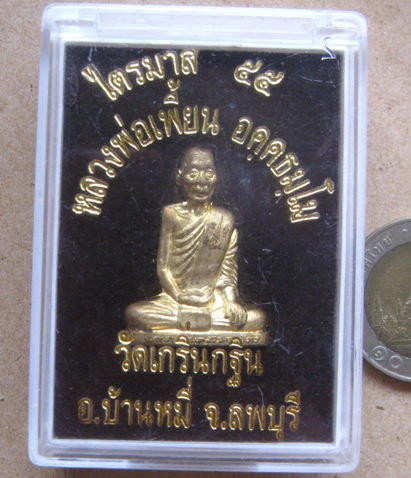 ไตรมาส ๕๕
หลวงพ่อเพี้ยน อคฺคธมฺโม
วัดเกริ่นกฐิน
อ.บ้านหมี่ จ.ลพบุรี
๑๐